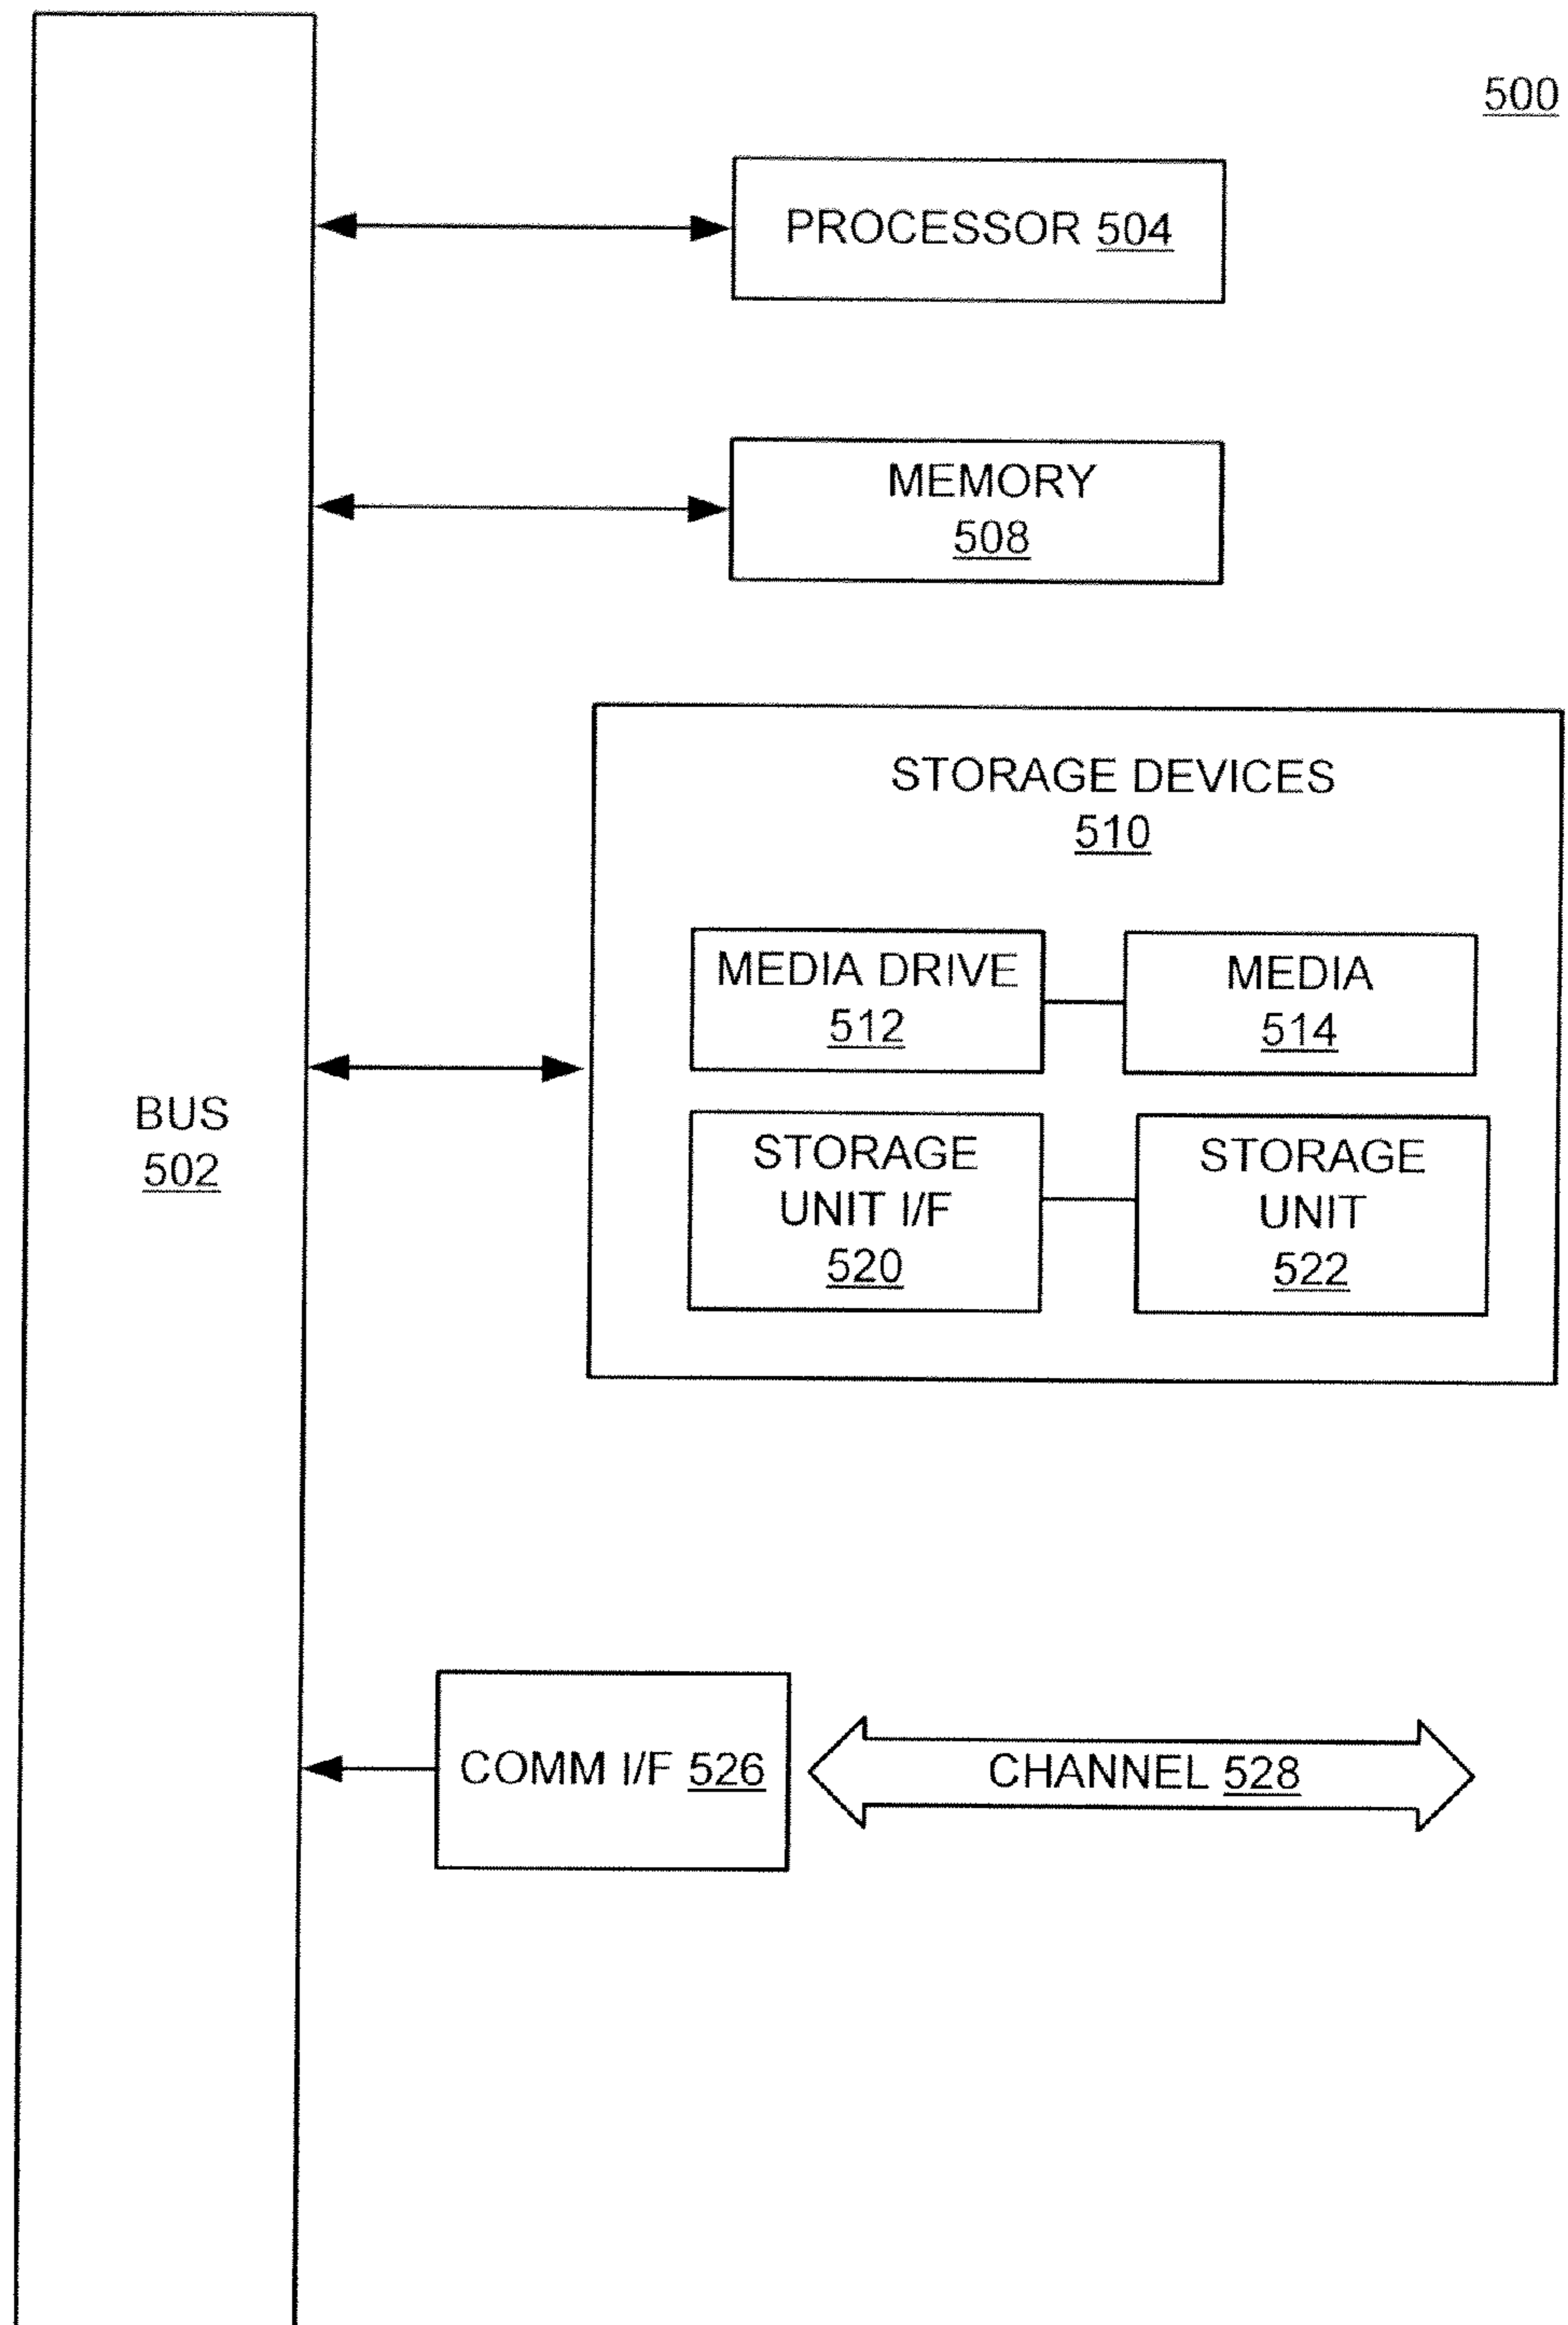 500
PROCESSOR 504
MEMORY
508
STORAGE DEVICES
510
MEDIA DRIVE
512
MEDIA
514
BUS
502
STORAGE
UNIT I/F
520
STORAGE
UNIT
522
COMM I/F 526
CHANNEL 528